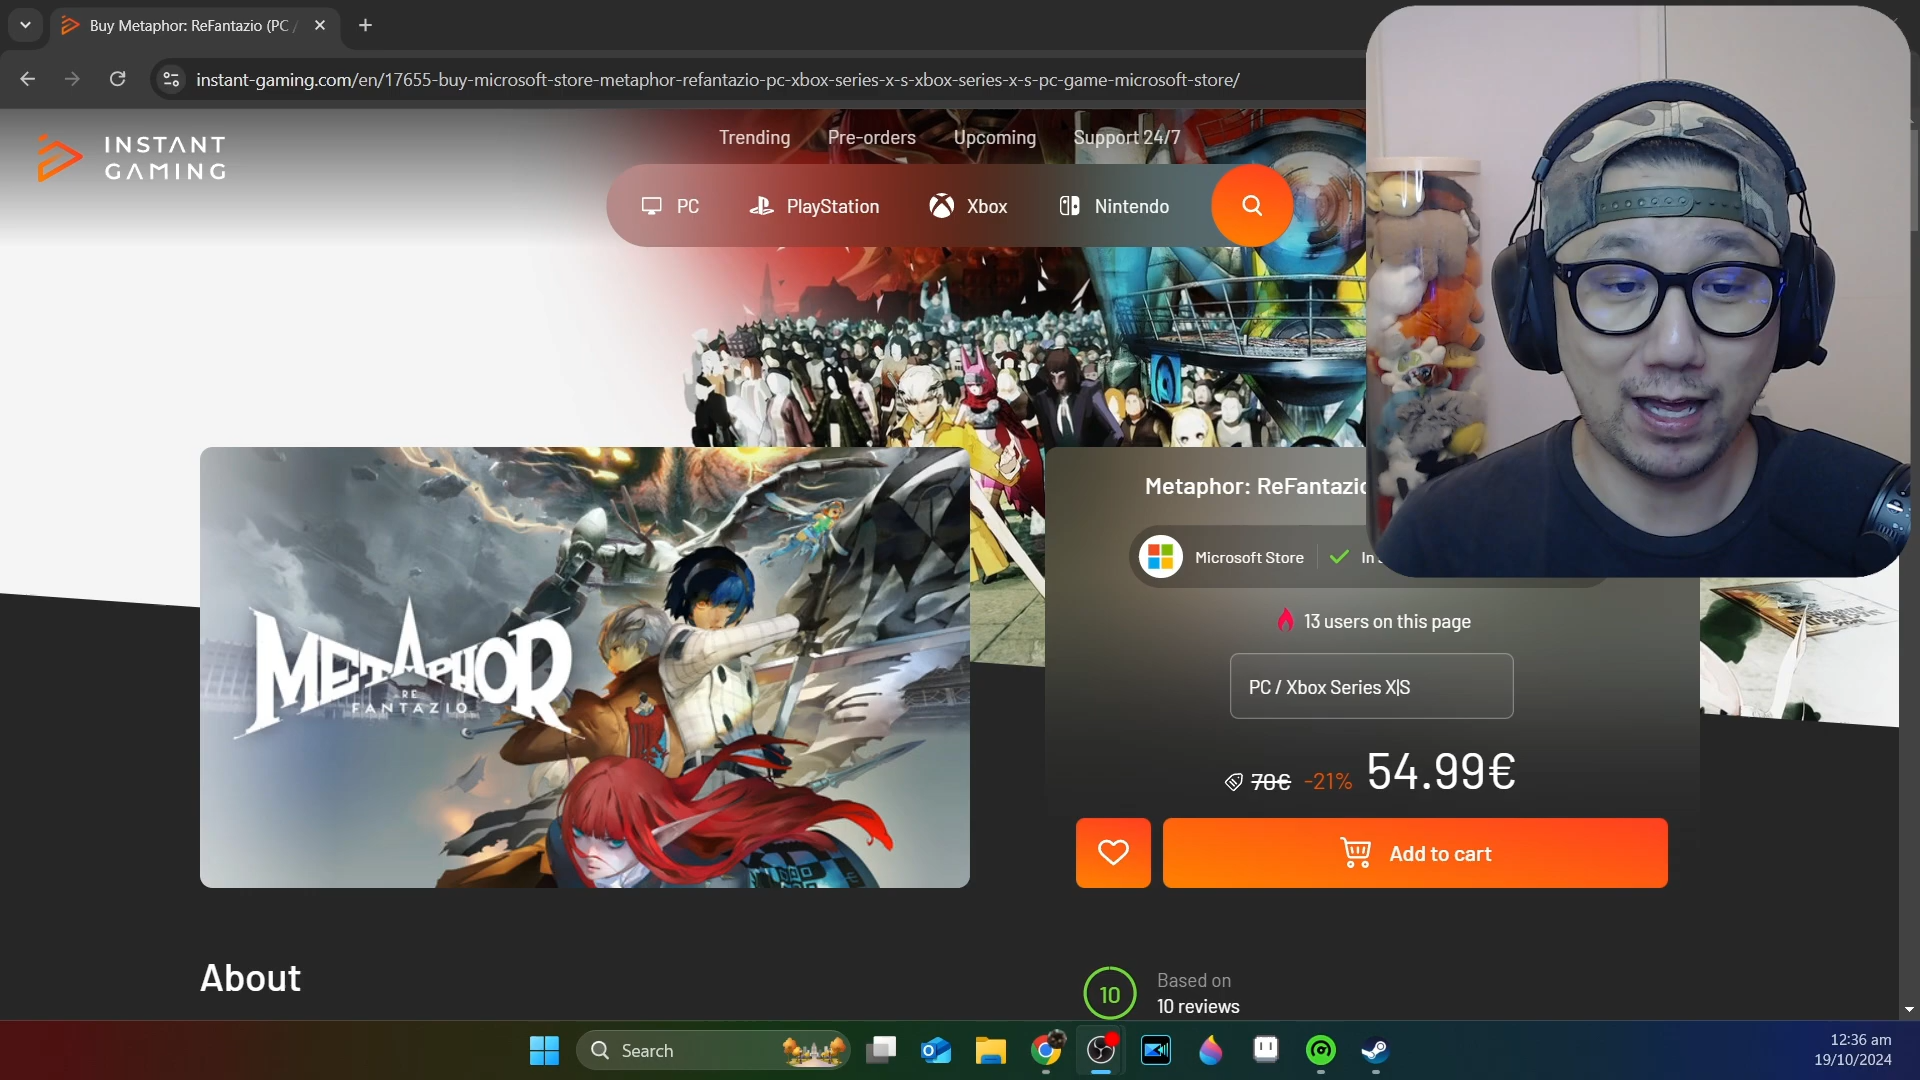 Buy Metaphor: ReFantazio (PC /
instant-gaming.com/en/17655-buy-microsoft-store-metaphor-refantazio-pc-xbox-series-x-s-xbox-series-x-s-pc-game-microsoft-store/
INSTANT
GAMING
Trending Pre-orders Upcoming Support 24/7
PC PlayStation Xbox Nintendo
Metaphor: ReFantazio
Microsoft Store
13 users on this page
METAPHOR
RE
FANTAZIO
PC / Xbox Series X|S
70€ -21% 54.99€
Add to cart
About
10
Based on
10 reviews
Search
12:36 am
19/10/2024